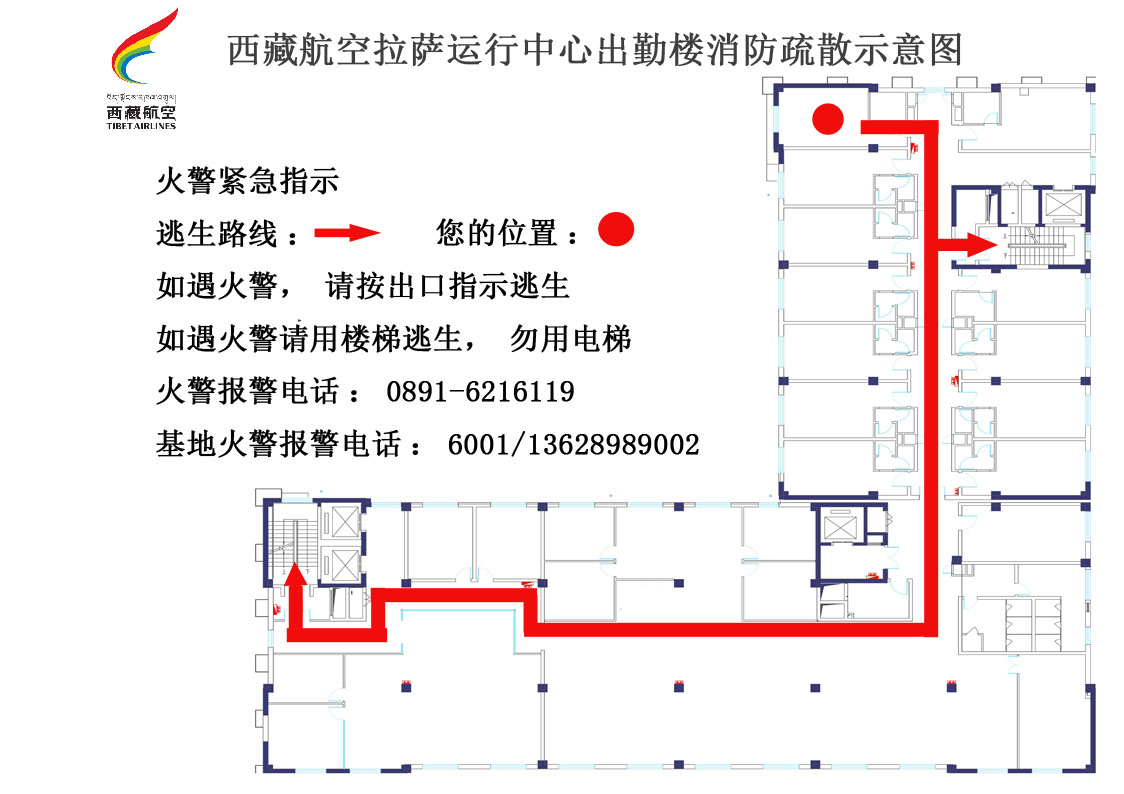 西藏航空拉萨运行中心出勤楼消防疏散示意图
西藏航空
TIBET AIRLINES
火警紧急指示
逃生路线：
您的位置：
如遇火警， 请按出口指示逃生
如遇火警请用楼梯逃生， 勿用电梯
火警报警电话： 0891-6216119
基地火警报警电话： 6001/13628989002
上
下
上
下